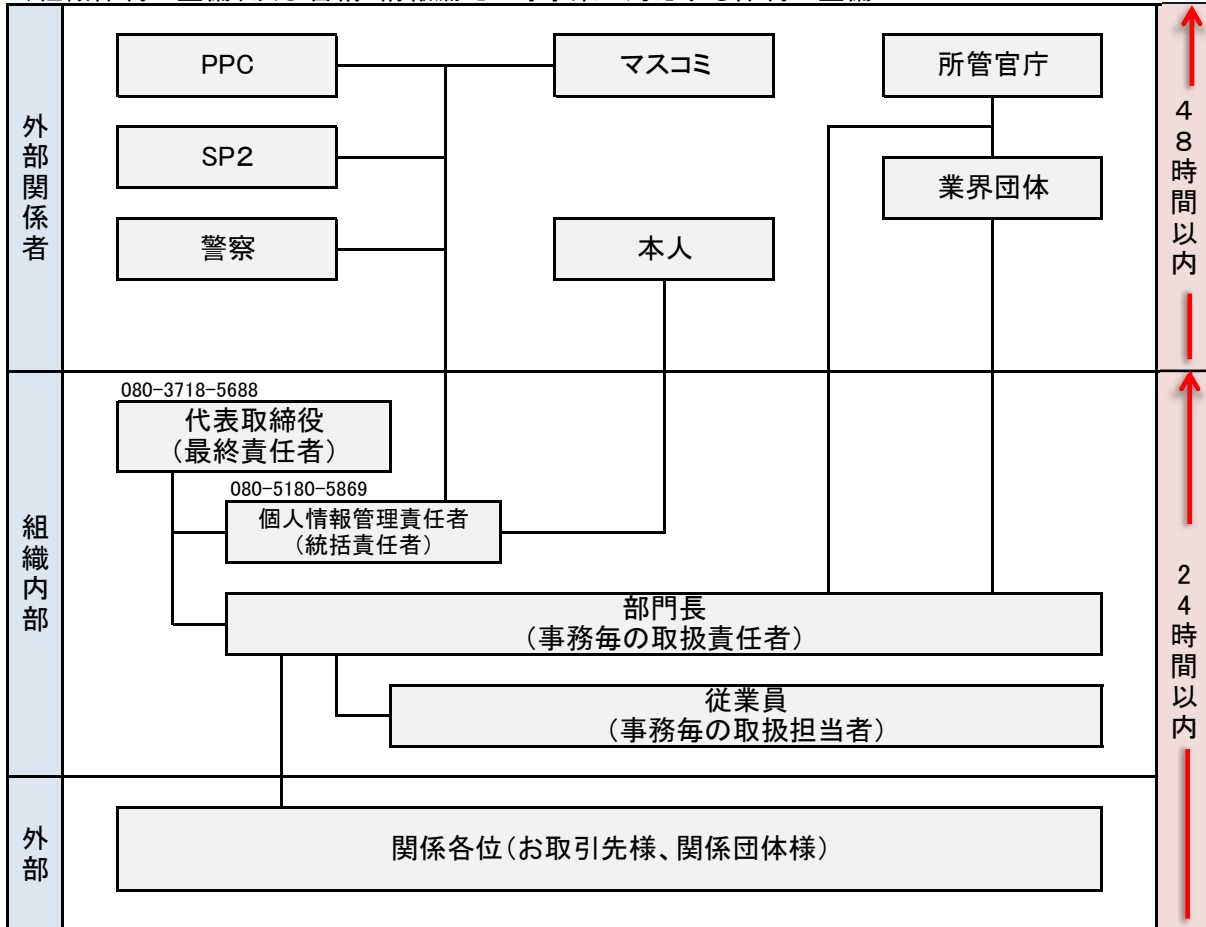 外部関係者
PPC
マスコミ
所管官庁
SP2
業界団体
警察
本人
48時間以内
組織内部
080-3718-5688
代表取締役
（最終責任者）
080-5180-5869
個人情報管理責任者
（統括責任者）
部門長
（事務毎の取扱責任者）
従業員
（事務毎の取扱担当者）
24時間以内
外部
関係各位（お取引先様、関係団体様）